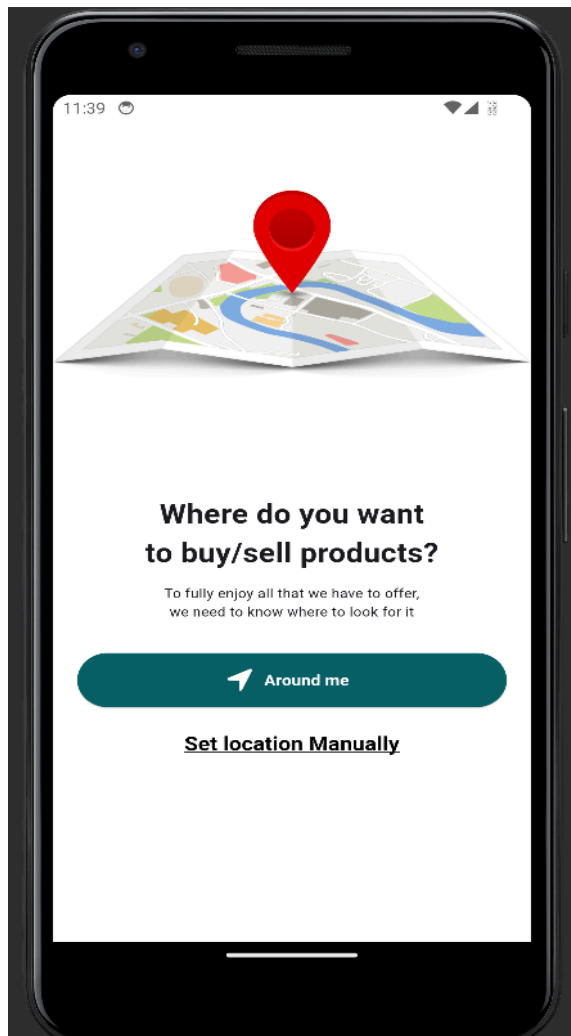 11:39
Where do you want
to buy/sell products?
To fully enjoy all that we have to offer,
we need to know where to look for it
Around me
Set location Manually